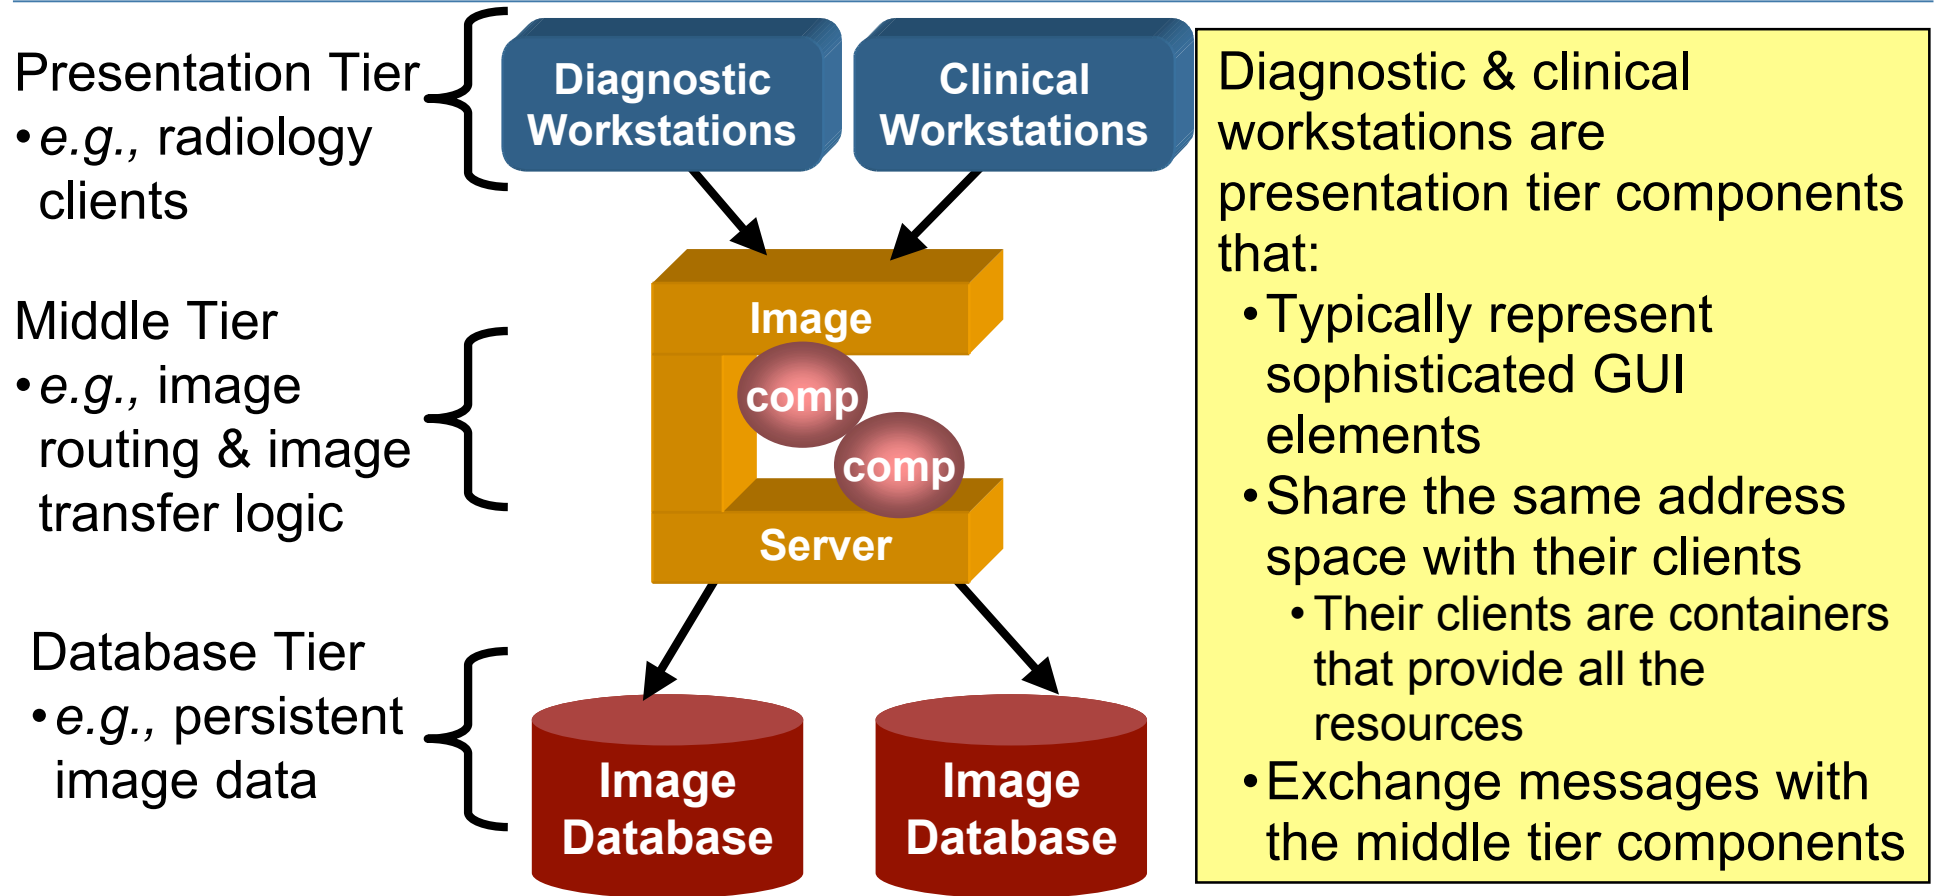 Presentation Tier
•e.g., radiology
clients
Middle Tier
•e.g., image
routing & image
transfer logic
Database Tier
•e.g., persistent
image data
Diagnostic
Workstations
Clinical
Workstations
Image
comp
comp
Server
Image
Database
Image
Database
Diagnostic & clinical
workstations are
presentation tier components
that:
•Typically represent
sophisticated GUI
elements
•Share the same address
space with their clients
•Their clients are containers
that provide all the
resources
•Exchange messages with
the middle tier components